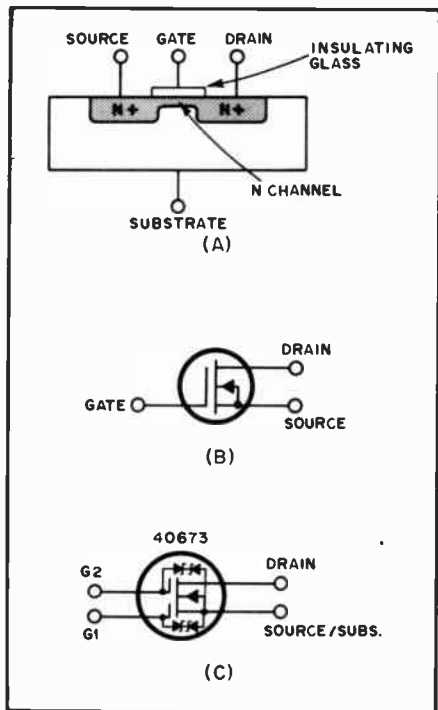 SOURCE GATE DRAIN
INSULATING
GLASS
N+ N+
N CHANNEL
SUBSTRATE
(A)
DRAIN
GATE
SOURCE
(B)
40673
G2
DRAIN
G1
SOURCE/SUBS.
(C)